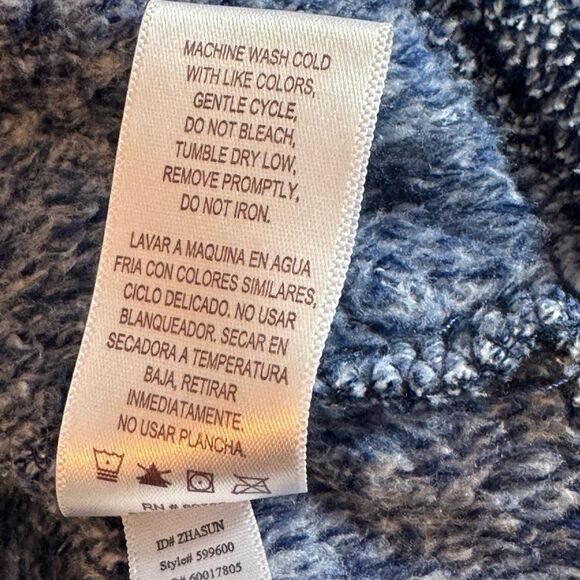 MACHINE WASH COLD
WITH LIKE COLORS,
GENTLE CYCLE,
DO NOT BLEACH,
TUMBLE DRY LOW,
REMOVE PROMPTLY,
DO NOT IRON.
LAVAR A MAQUINA EN AGUA
FRIA CON COLORES SIMILARES,
CICLO DELICADO. NO USAR
BLANQUEADOR, SECAR EN
SECADORA A TEMPERATURA
BAJA, RETIRAR
INMEDIATAMENTE,
NO USAR PLANCHA.
RN #
ID# ZHASUN
Style# 599600
# 60017805